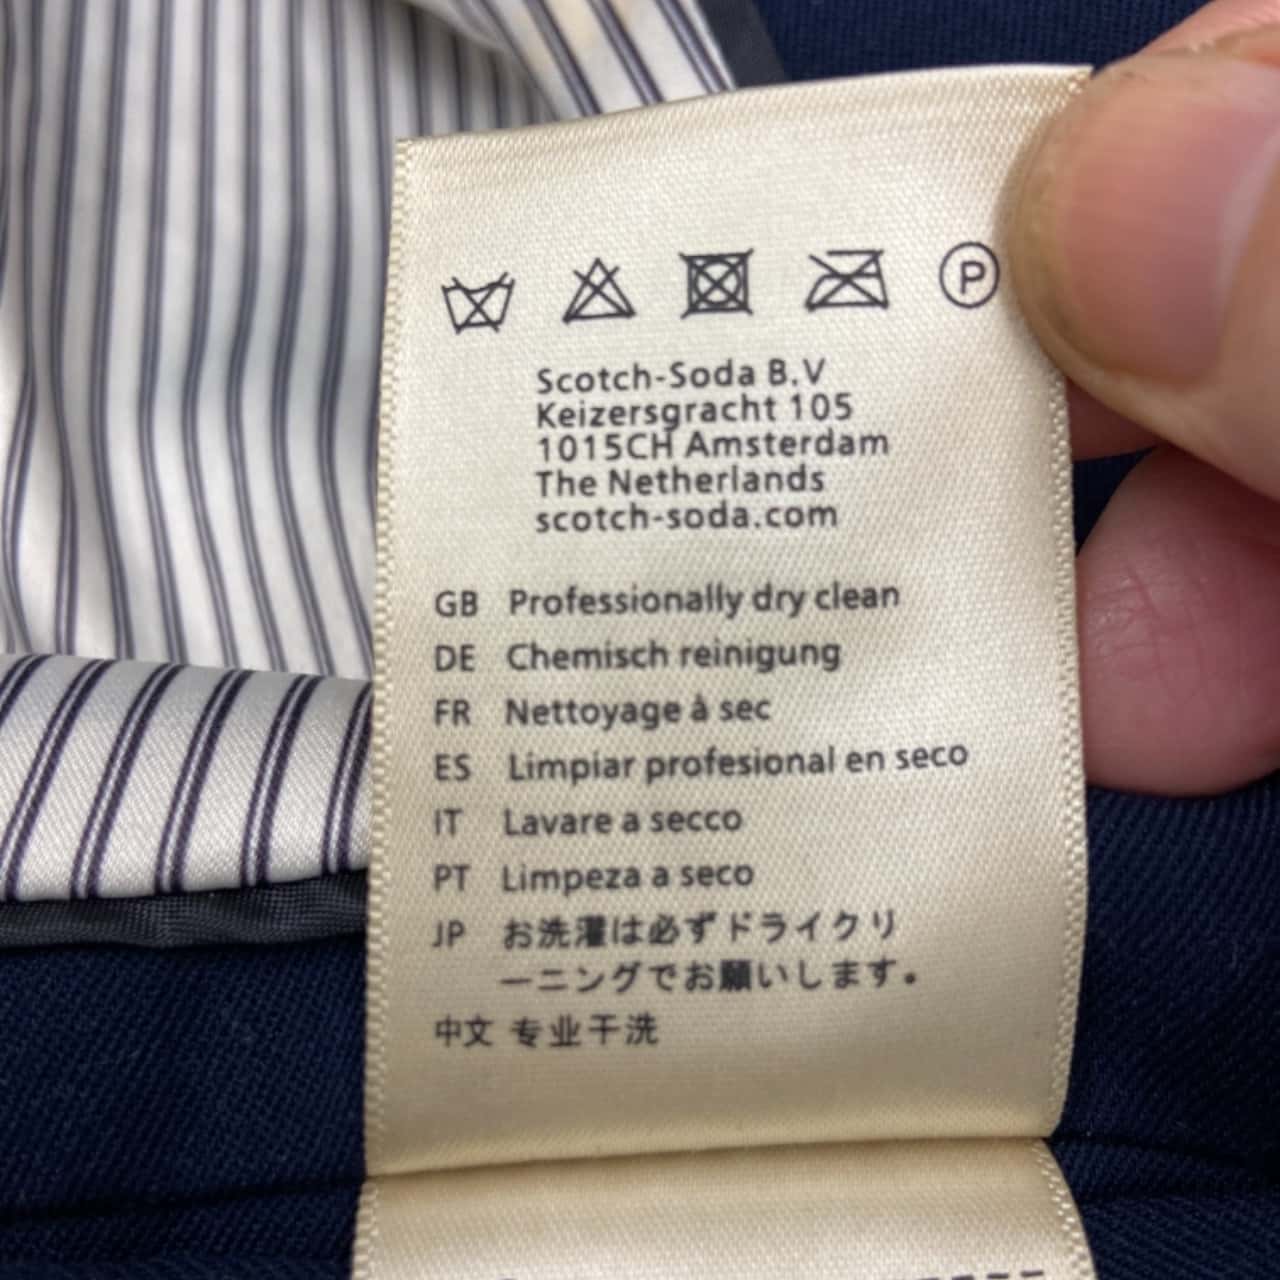 P
Scotch-Soda B.V
Keizersgracht 105
1015CH Amsterdam
The Netherlands
scotch-soda.com
GB Professionally dry clean
DE Chemisch reinigung
FR Nettoyage à sec
ES Limpiar profesional en seco
IT Lavare a secco
PT Limpeza a seco
JP お洗濯は必ずドライクリ
ーニングでお願いします。
中文 专业干洗